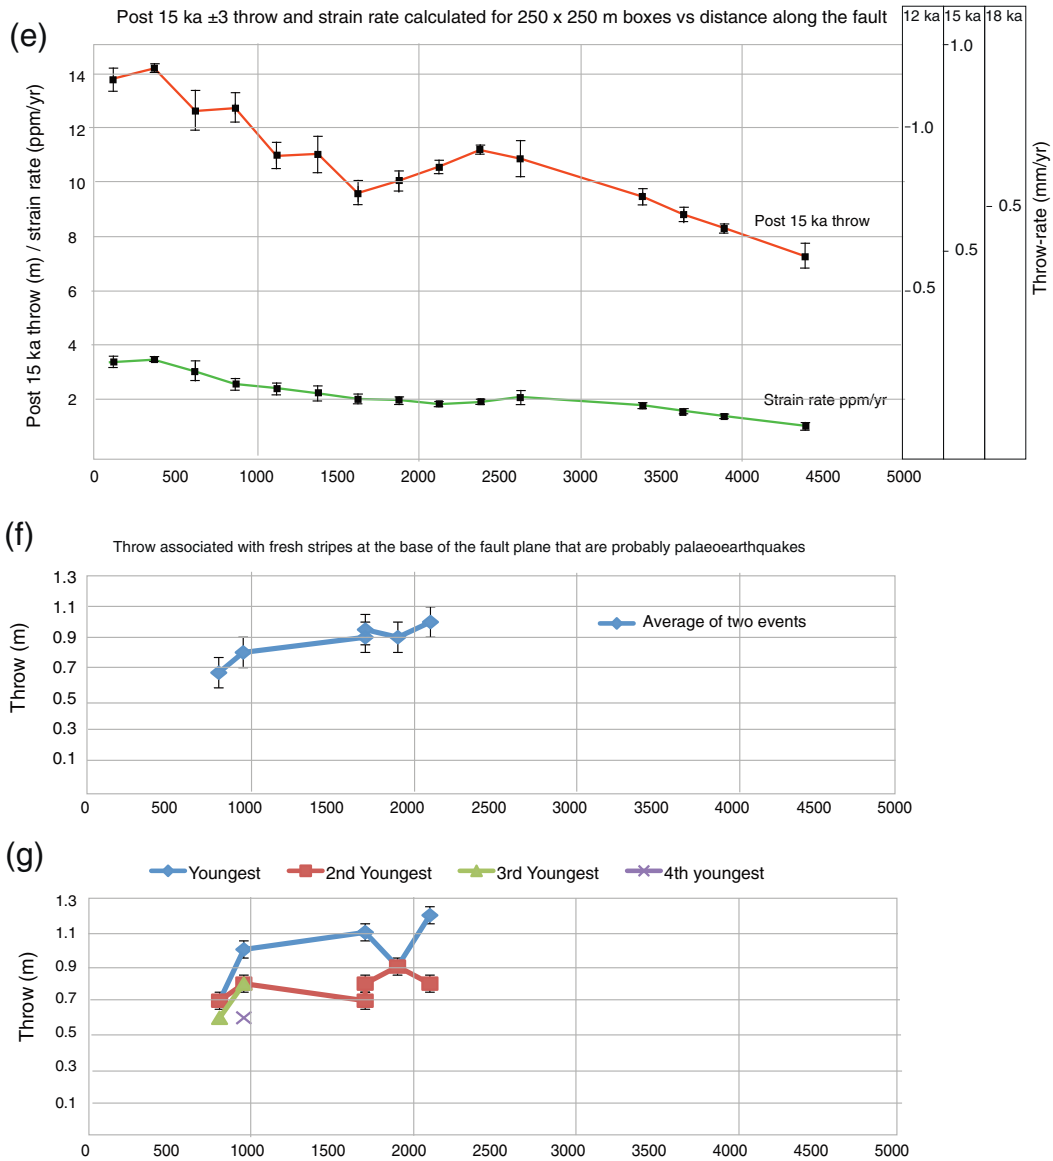 (e)
Post 15 ka ±3 throw and strain rate calculated for 250 x 250 m boxes vs distance along the fault
12 ka 15 ka 18 ka
Post 15 ka throw (m) / strain rate (ppm/yr)
14
12
10
8
6
4
2
1.0
1.0
0.5
0.5
0.5
Throw-rate (mm/yr)
Post 15 ka throw
Strain rate ppm/yr
0 500 1000 1500 2000 2500 3000 3500 4000 4500 5000
(f)
Throw associated with fresh stripes at the base of the fault plane that are probably palaeoearthquakes
Throw (m)
1.3
1.1
0.9
0.7
0.5
0.3
0.1
Average of two events
0 500 1000 1500 2000 2500 3000 3500 4000 4500 5000
(g)
Youngest 2nd Youngest 3rd Youngest 4th youngest
Throw (m)
1.3
1.1
0.9
0.7
0.5
0.3
0.1
0 500 1000 1500 2000 2500 3000 3500 4000 4500 5000